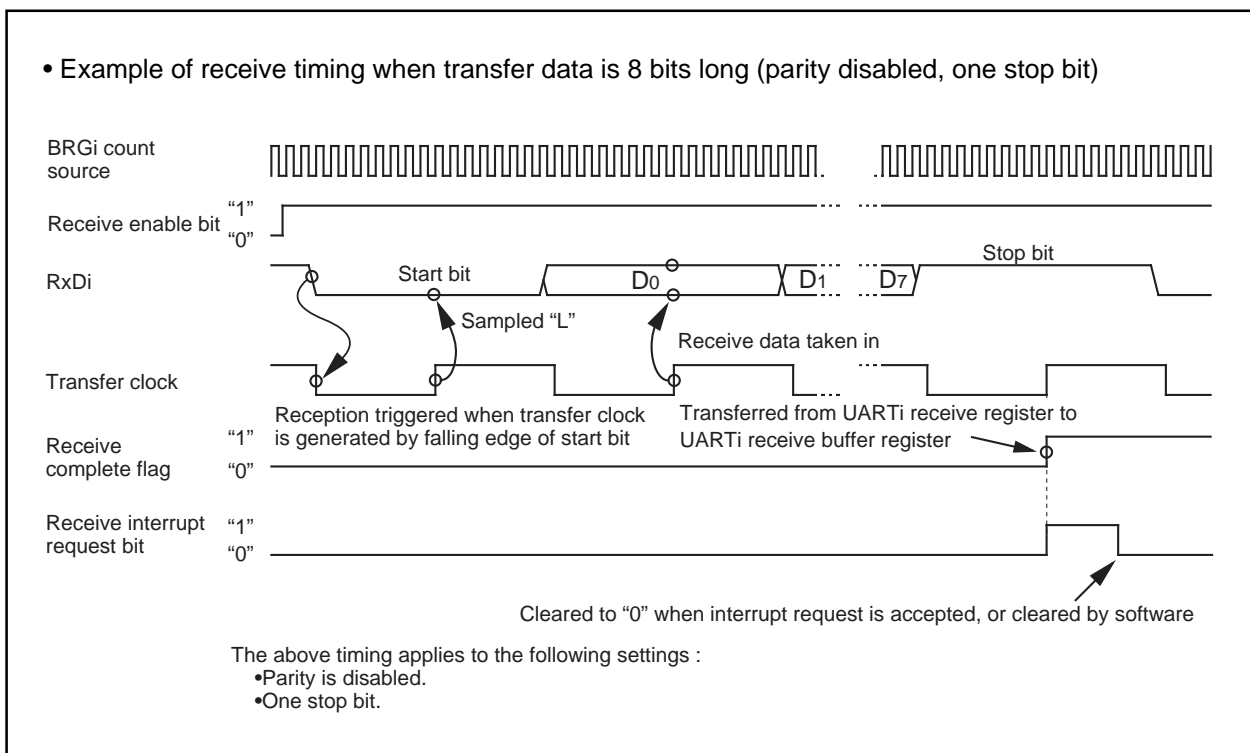 • Example of receive timing when transfer data is 8 bits long (parity disabled, one stop bit)
BRGi count
source
Receive enable bit
“1”
“0”
RxDi
Start bit
D0
D1
D7
Stop bit
Sampled “L”
Receive data taken in
Transfer clock
Reception triggered when transfer clock
is generated by falling edge of start bit
Transferred from UARTi receive register to
UARTi receive buffer register
Receive
complete flag
“1”
“0”
Receive interrupt
request bit
“1”
“0”
Cleared to “0” when interrupt request is accepted, or cleared by software
The above timing applies to the following settings :
•Parity is disabled.
•One stop bit.